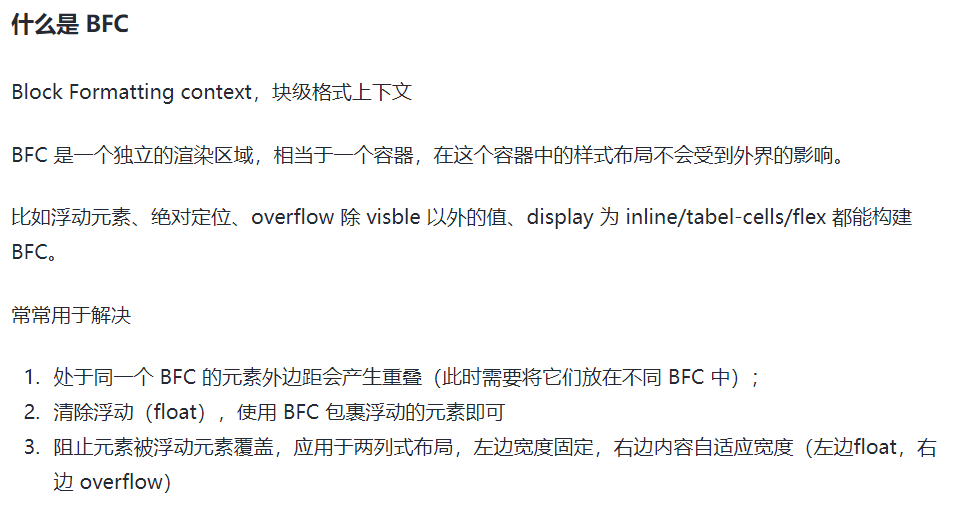 什么是 BFC
Block Formatting context，块级格式上下文
BFC 是一个独立的渲染区域，相当于一个容器，在这个容器中的样式布局不会受到外界的影响。
比如浮动元素、绝对定位、overflow 除 visble 以外的值、display 为 inline/tabel-cells/flex 都能构建
BFC。
常常用于解决
1. 处于同一个 BFC 的元素外边距会产生重叠（此时需要将它们放在不同 BFC 中）；
2. 清除浮动（float），使用 BFC 包裹浮动的元素即可
3. 阻止元素被浮动元素覆盖，应用于两列式布局，左边宽度固定，右边内容自适应宽度（左边float，右
边 overflow）